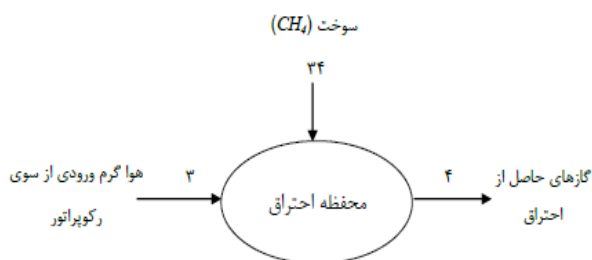 سوخت (CH₄)
۳۴
هوا گرم ورودی از سوی
رکوپراتور
۳
محفظه احتراق
۴
گازهای حاصل از
احتراق